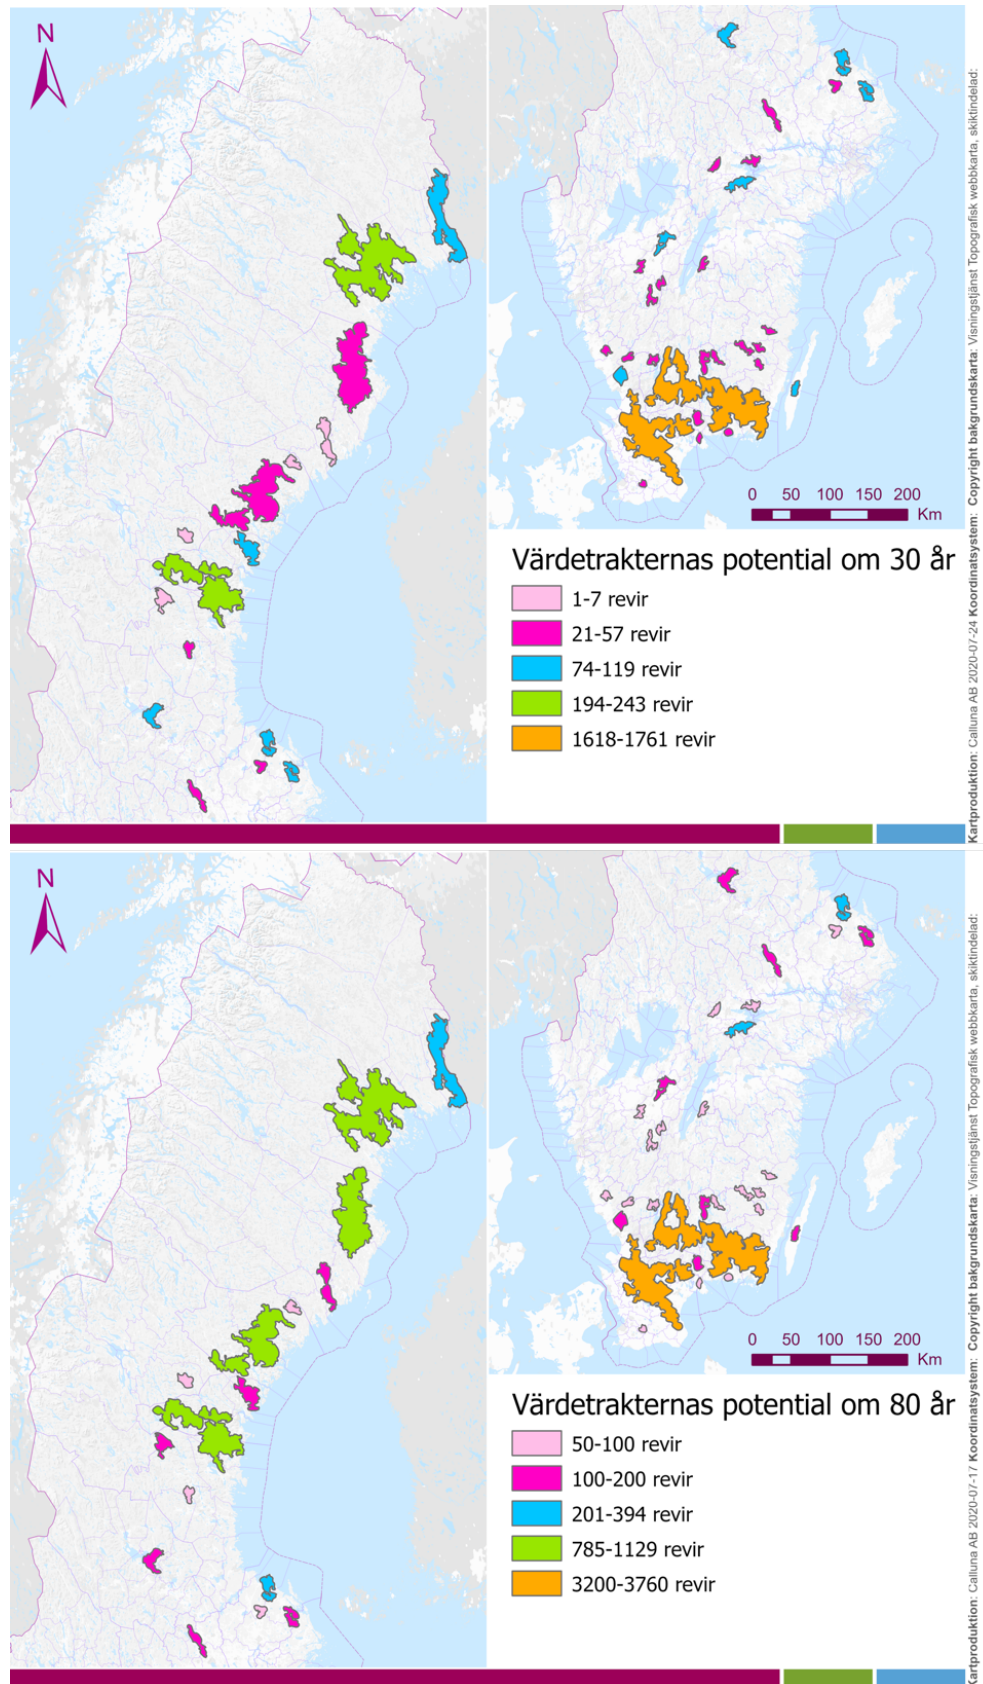 N
0 50 100 150 200
Km
Värdetrakternas potential om 30 år
1-7 revir
21-57 revir
74-119 revir
194-243 revir
1618-1761 revir
Kartproduktion: Calluna AB 2020-07-24 Koordinatsystem: Copyright bakgrundskarta: Visningstjänst Topografisk webbkarta, skiktindelad:
N
0 50 100 150 200
Km
Värdetrakternas potential om 80 år
50-100 revir
100-200 revir
201-394 revir
785-1129 revir
3200-3760 revir
Kartproduktion: Calluna AB 2020-07-17 Koordinatsystem: Copyright bakgrundskarta: Visningstjänst Topografisk webbkarta, skiktindelad: